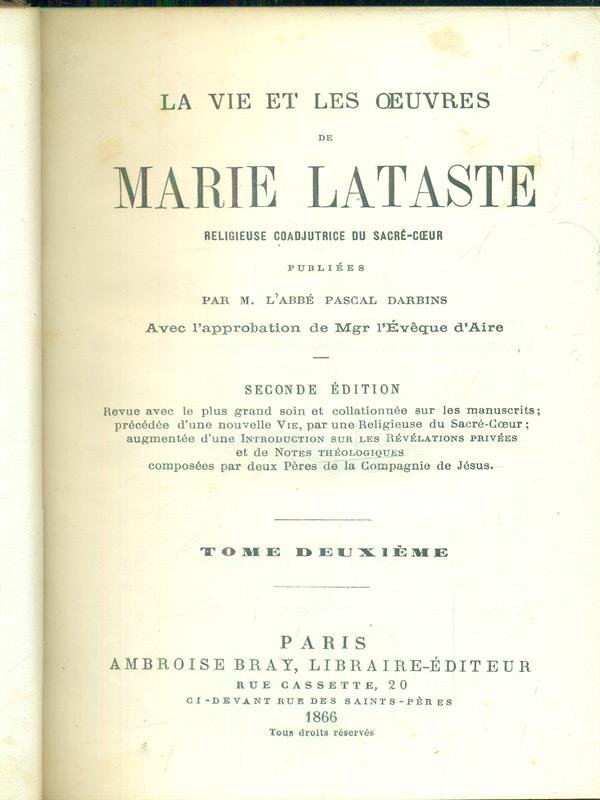 LA VIE ET LES ŒUVRES
DE
MARIE LATASTE
RELIGIEUSE COADJUTRICE DU SACRÉ-CŒUR
PUBLIÉES
PAR M. L'ABBÉ PASCAL DARBINS
Avec l'approbation de Mgr l'Évêque d'Aire
SECONDE ÉDITION
Revue avec le plus grand soin et collationnée sur les manuscrits;
précédée d'une nouvelle VIE, par une Religieuse du Sacré-Cœur;
augmentée d'une INTRODUCTION SUR LES RÉVÉLATIONS PRIVÉES
et de NOTES THÉOLOGIQUES
composées par deux Pères de la Compagnie de Jésus.
TOME DEUXIÈME
PARIS
AMBROISE BRAY, LIBRAIRE-ÉDITEUR
RUE CASSETTE, 20
CI-DEVANT RUE DES SAINTS-PÈRES
1866
Tous droits réservés